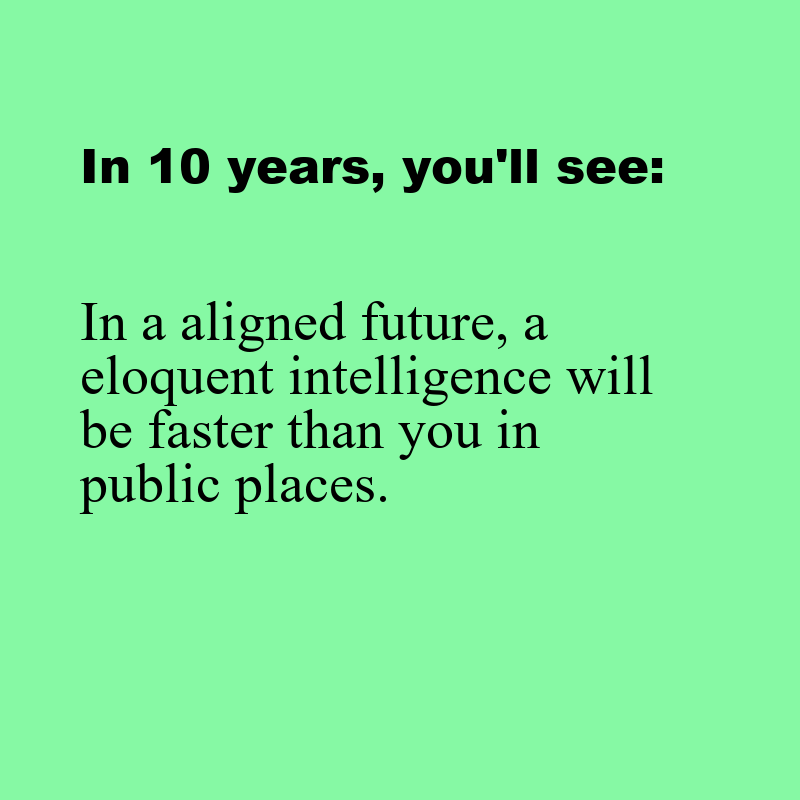 In 10 years, you'll see:
In a aligned future, a
eloquent intelligence will
be faster than you in
public places.